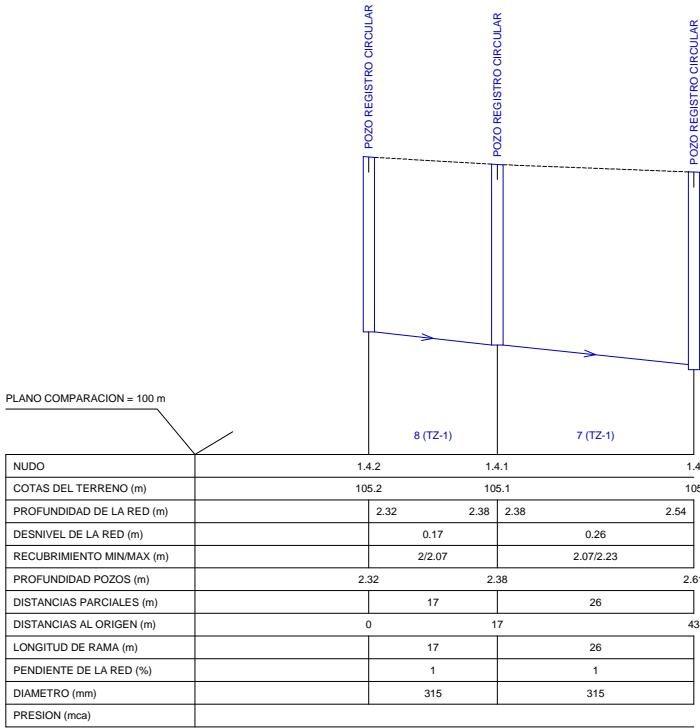 POZO REGISTRO CIRCULAR
POZO REGISTRO CIRCULAR
POZO REGISTRO CIRCULAR
PLANO COMPARACION = 100 m
8 (TZ-1) 7 (TZ-1)
NUDO 1.4.2 1.4.1 1.4
COTAS DEL TERRENO (m) 105.2 105.1 105
PROFUNDIDAD DE LA RED (m) 2.32 2.38 2.38 2.54
DESNIVEL DE LA RED (m) 0.17 0.26
RECUBRIMIENTO MIN/MAX (m) 2/2.07 2.07/2.23
PROFUNDIDAD POZOS (m) 2.32 2.38 2.61
DISTANCIAS PARCIALES (m) 17 26
DISTANCIAS AL ORIGEN (m) 0 17 43
LONGITUD DE RAMA (m) 17 26
PENDIENTE DE LA RED (%) 1 1
DIAMETRO (mm) 315 315
PRESION (mca)